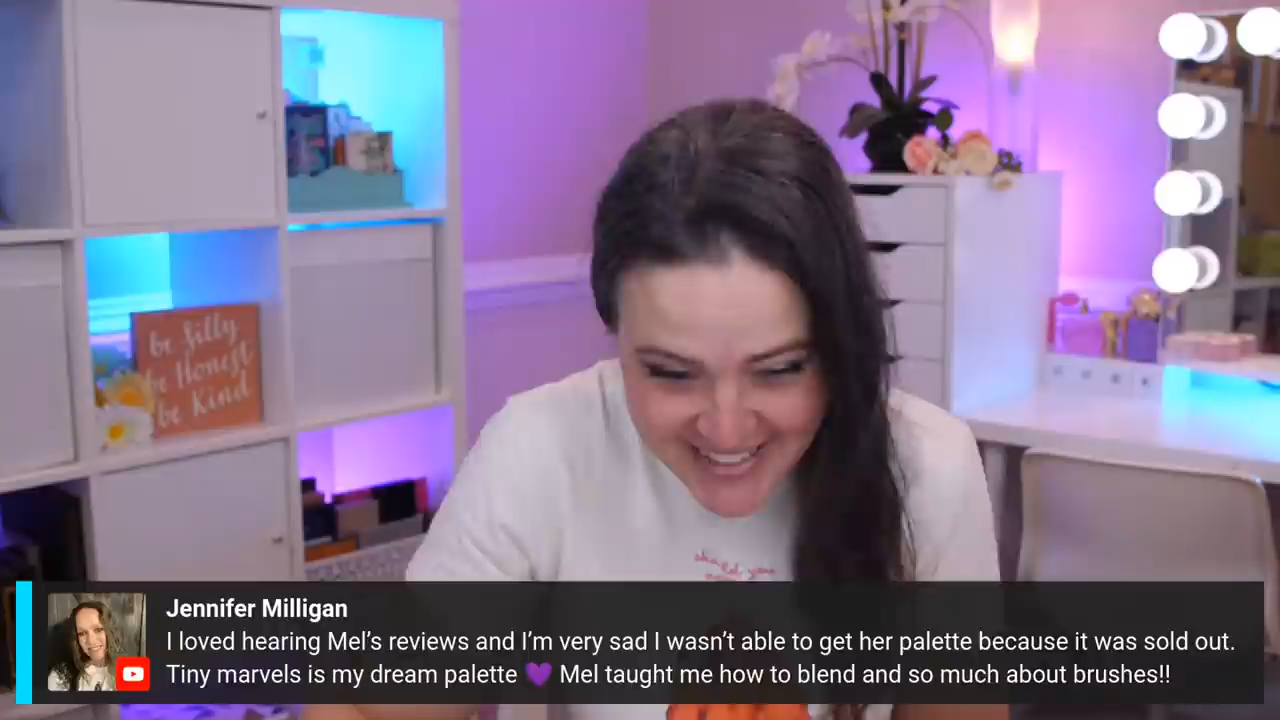 be Silly
be Honest
be Kind
Jennifer Milligan
I loved hearing Mel’s reviews and I’m very sad I wasn’t able to get her palette because it was sold out.
Tiny marvels is my dream palette 💜 Mel taught me how to blend and so much about brushes!!